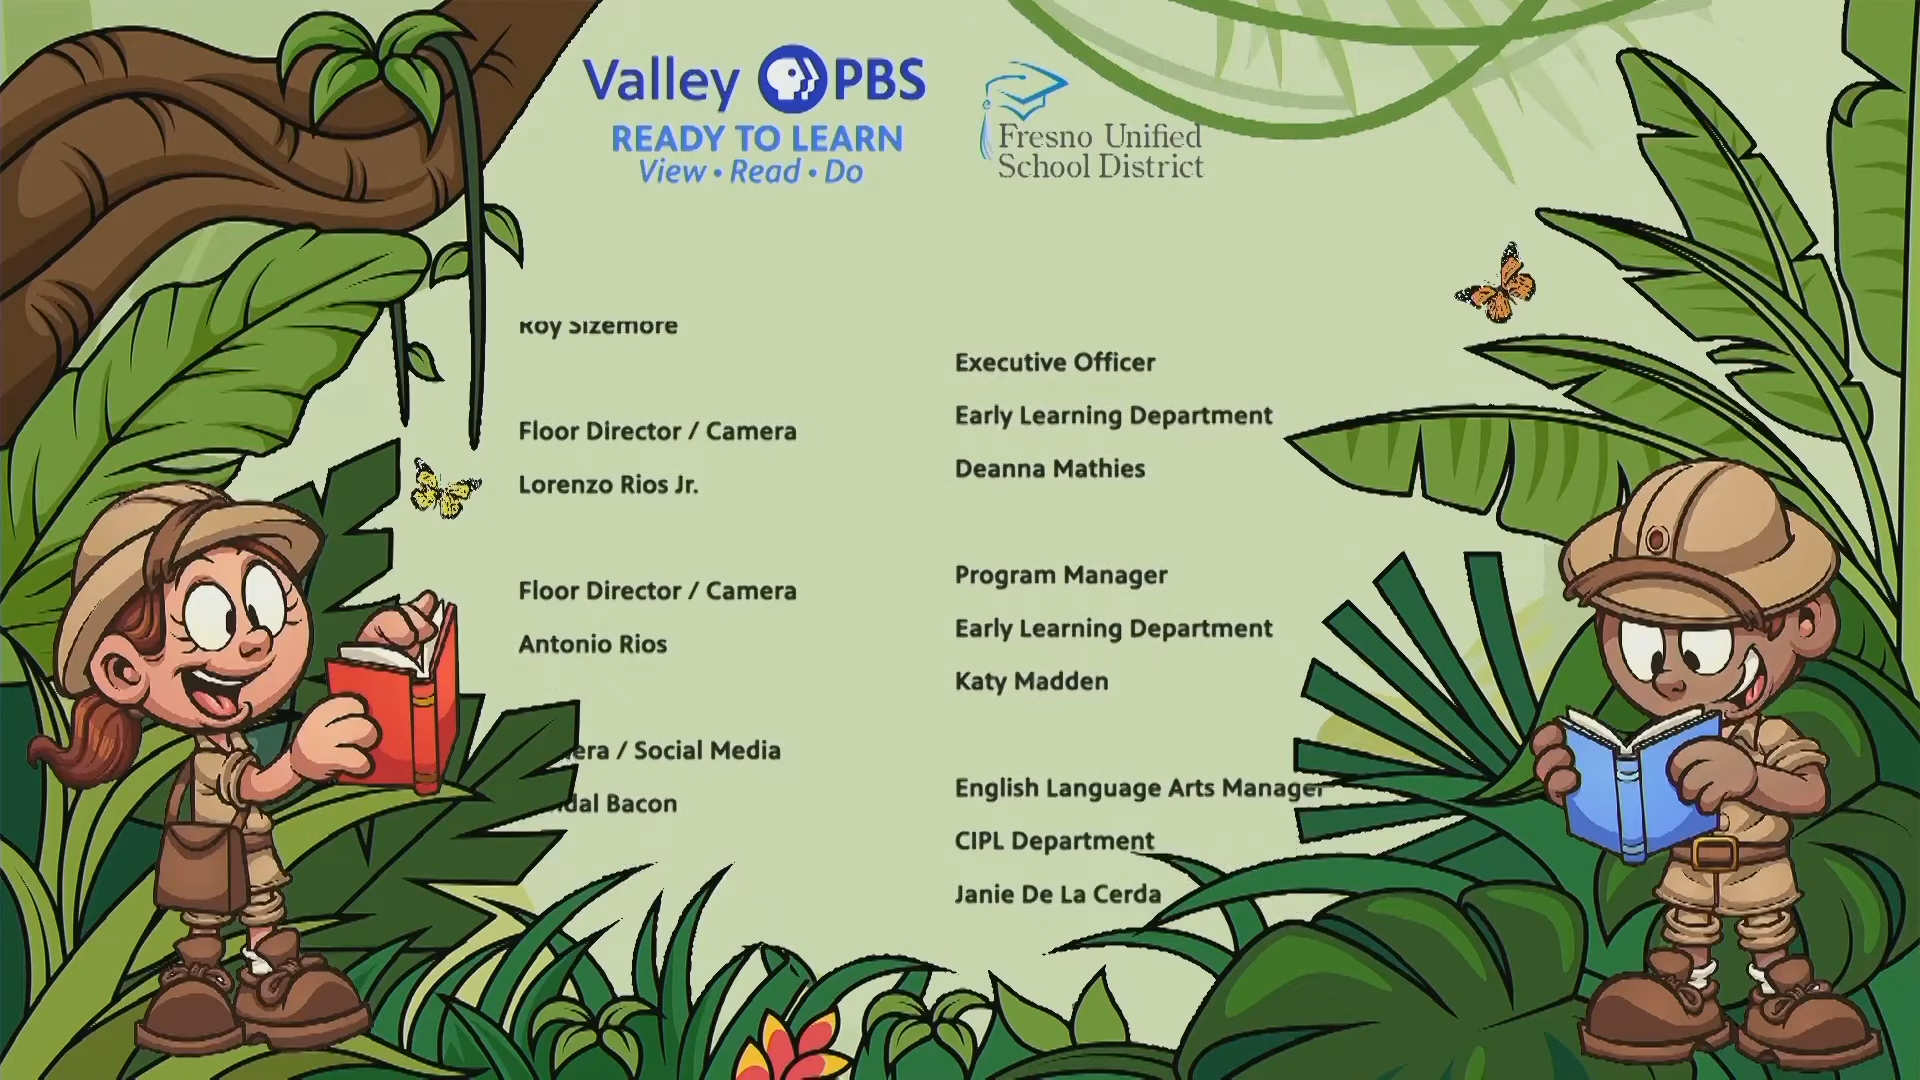 Valley PBS
READY TO LEARN
View • Read • Do
Fresno Unified
School District
Roy Sizemore
Floor Director / Camera
Lorenzo Rios Jr.
Floor Director / Camera
Antonio Rios
/ Social Media
Bacon
Executive Officer
Early Learning Department
Deanna Mathies
Program Manager
Early Learning Department
Katy Madden
English Language Arts Manager
CIPL Department
Janie De La Cerda